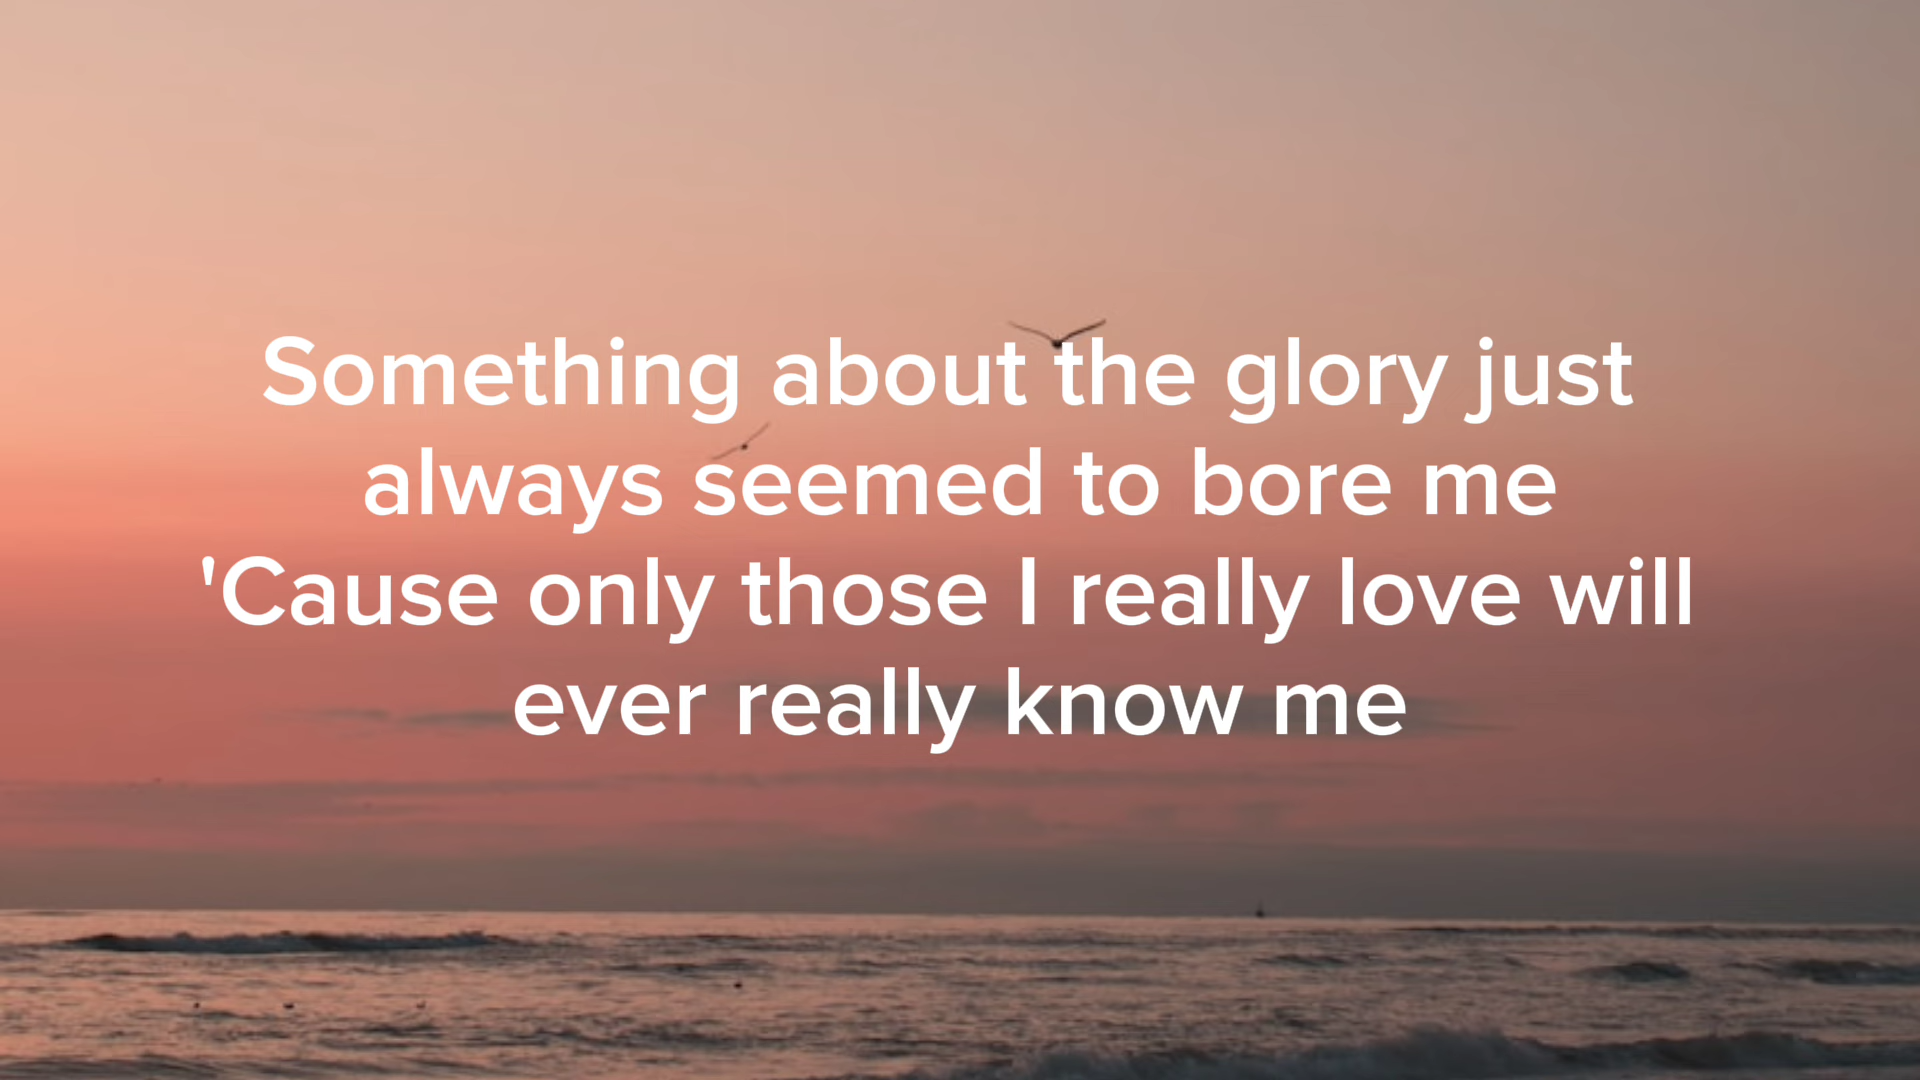 Something about the glory just
always seemed to bore me
'Cause only those I really love will
ever really know me